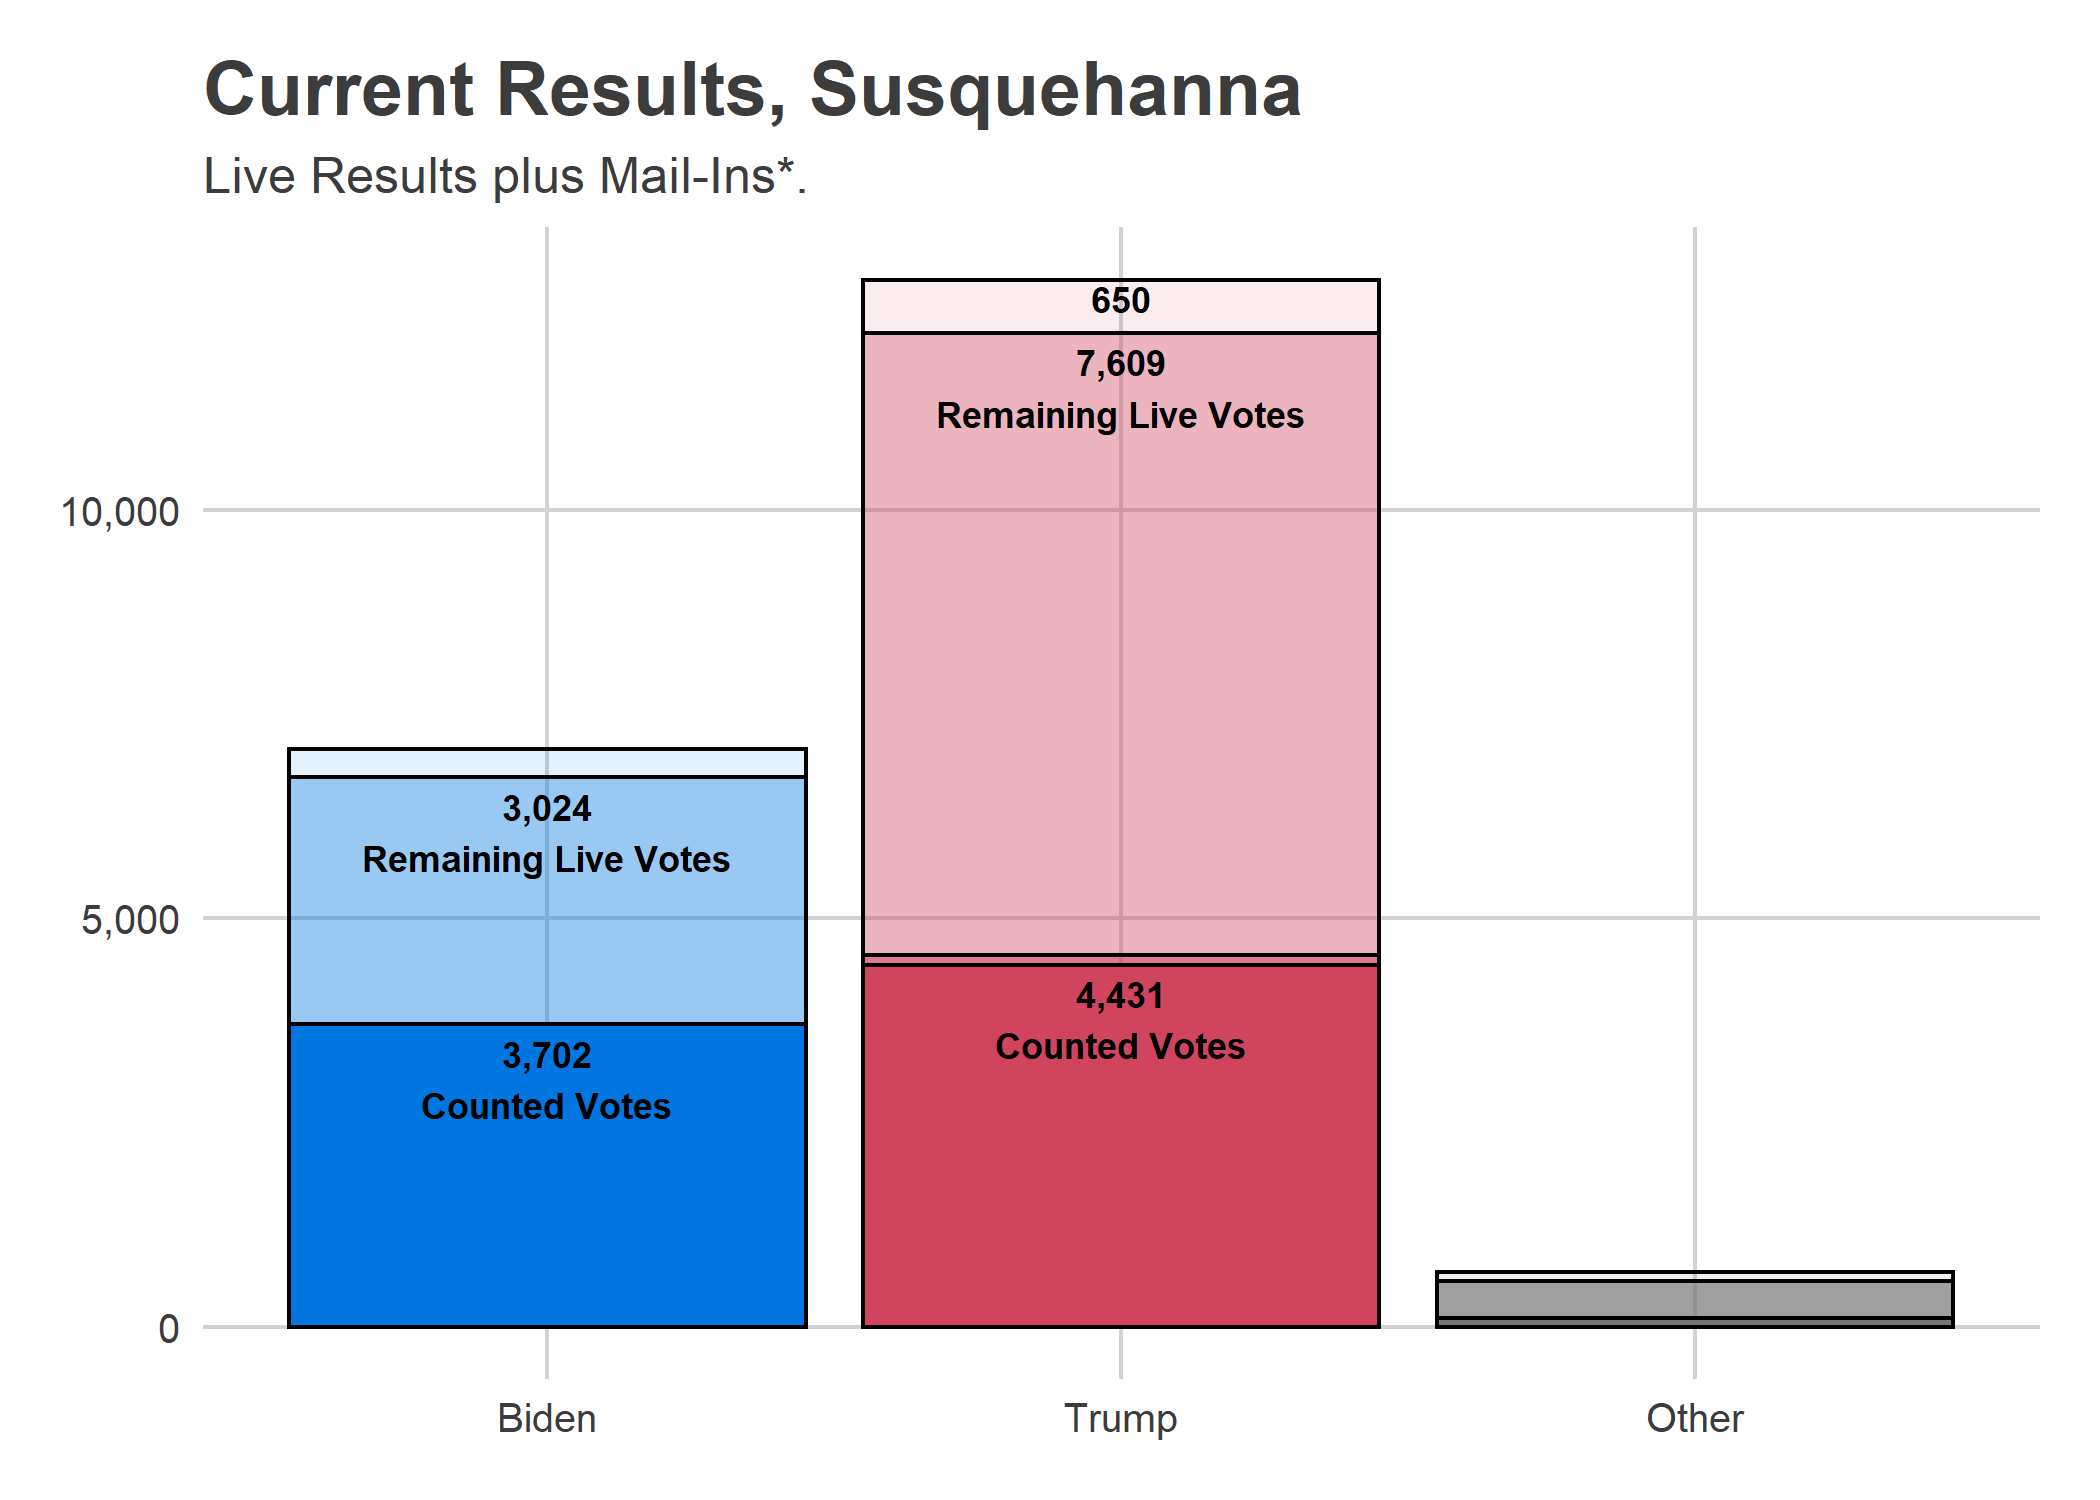 Current Results, Susquehanna
Live Results plus Mail-Ins*.
650
7,609
Remaining Live Votes
10,000
3,024
Remaining Live Votes
5,000
4,431
Counted Votes
3,702
Counted Votes
0
Biden
Trump
Other